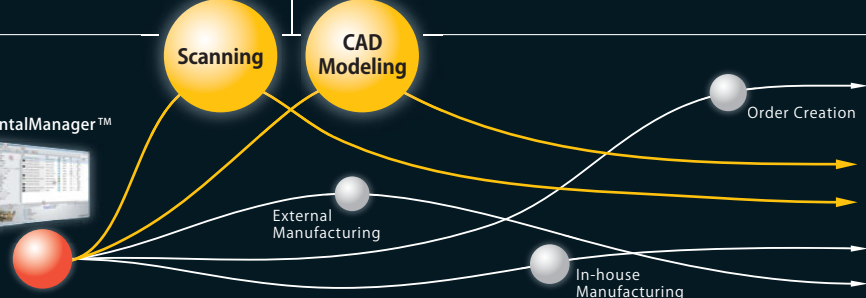 Scanning
CAD
Modeling
ntalManager™
Order Creation
External
Manufacturing
In-house
Manufacturing